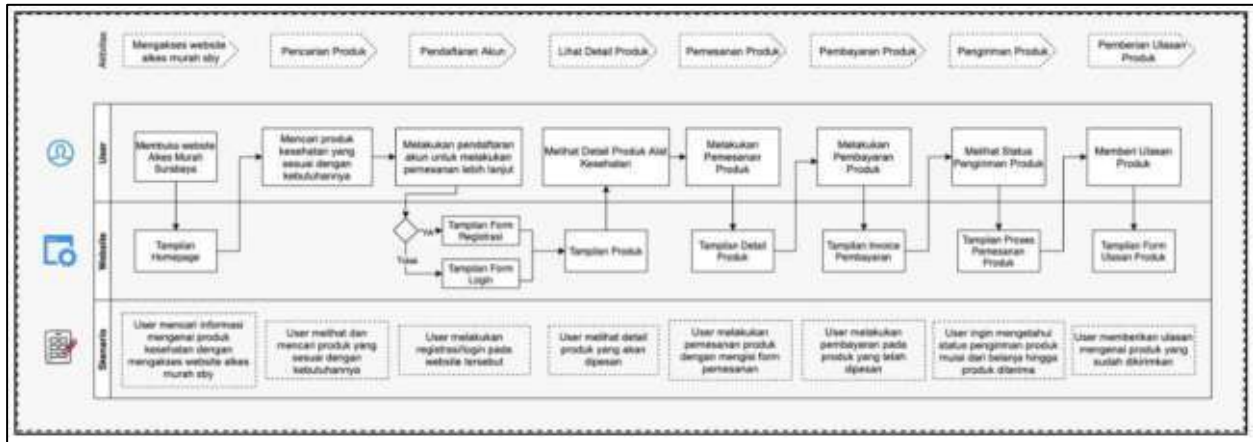 Aktivitas
Mengakses website
alkes murah sby
Pencarian Produk
Pendaftaran Akun
Lihat Detail Produk
Pemesanan Produk
Pembayaran Produk
Pengiriman Produk
Pemberian Ulasan
Produk
User
Membuka website
Alkes Murah
Surabaya
Mencari produk
kesehatan yang
sesuai dengan
kebutuhannya
Melakukan pendaftaran
akun untuk melakukan
pemesanan lebih lanjut
Melihat Detail Produk Alat
Kesehatan
Melakukan
Pemesanan
Produk
Melakukan
Pembayaran
Produk
Melihat Status
Pengiriman Produk
Memberi Ulasan
Produk
Website
Tampilan
Homepage
Ya
Tidak
Tampilan Form
Registrasi
Tampilan Form
Login
Tampilan Produk
Tampilan Detail
Produk
Tampilan Invoice
Pembayaran
Tampilan Proses
Pemesanan
Produk
Tampilan Form
Ulasan Produk
Skenario
User mencari informasi
mengenai produk
kesehatan dengan
mengakses website alkes
murah sby
User melihat dan
mencari produk yang
sesuai dengan
kebutuhannya
User melakukan
registrasi/login pada
website tersebut
User melihat detail
produk yang akan
dipesan
User melakukan
pemesanan produk
dengan mengisi form
pemesanan
User melakukan
pembayaran pada
produk yang telah
dipesan
User ingin mengetahui
status pengiriman produk
mulai dari belanja hingga
produk diterima
User memberikan ulasan
mengenai produk yang
sudah dikirimkan